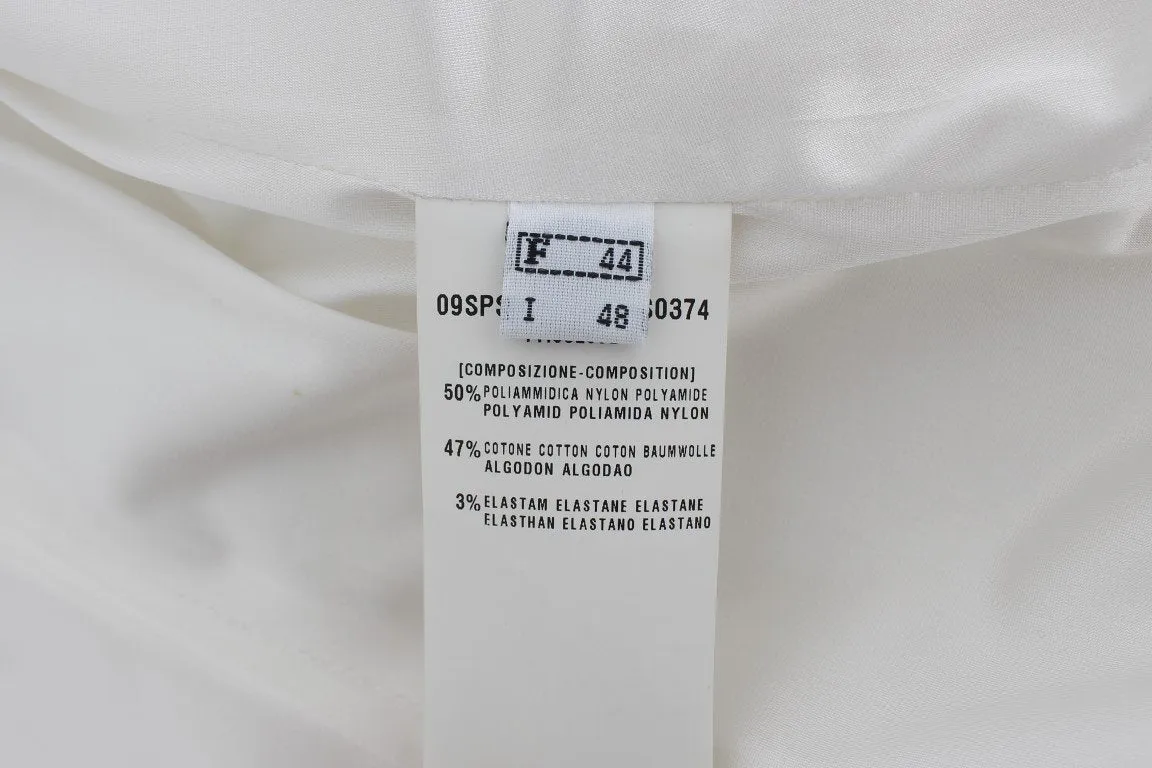 F 44
I 48
09SPS 60374
[COMPOSIZIONE-COMPOSITION]
50% POLIAMMIDICA NYLON POLYAMIDE
POLYAMID POLIAMIDA NYLON
47% COTONE COTTON COTON BAUMWOLLE
ALGODON ALGODAO
3% ELASTAM ELASTANE ELASTANE
ELASTHAN ELASTANO ELASTANO